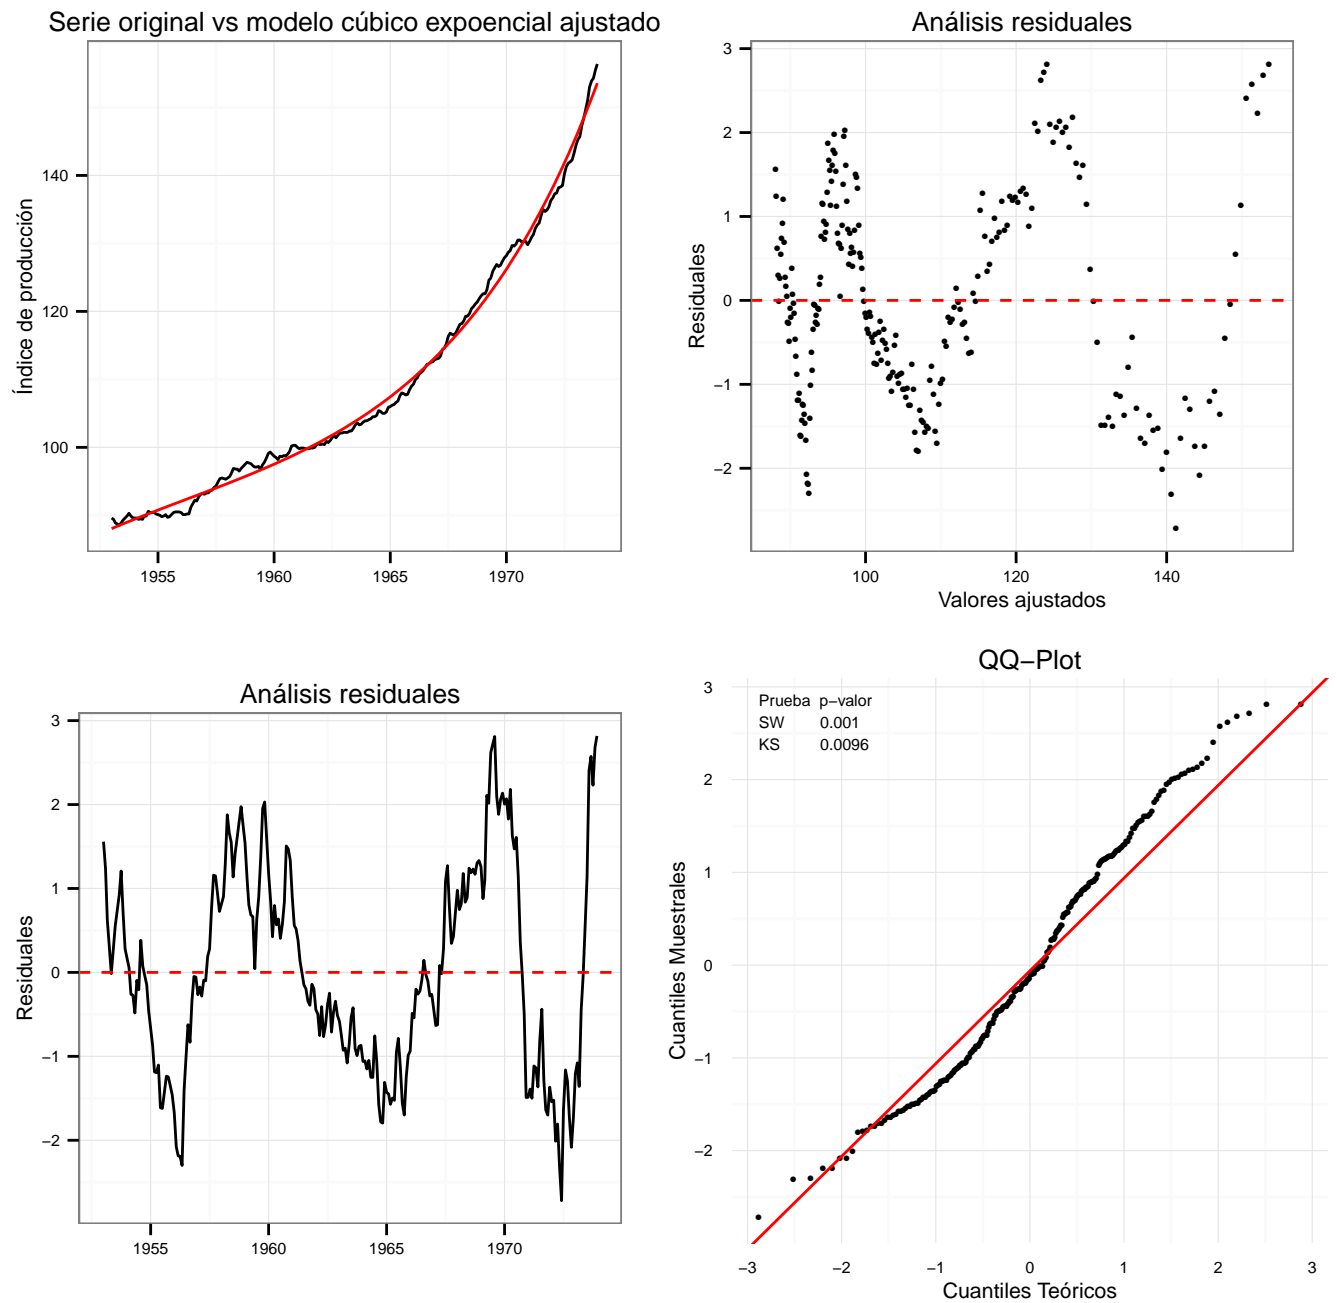 Serie original vs modelo cúbico expoencial ajustado
Índice de producción
140
120
100
1955 1960 1965 1970
Análisis residuales
Residuales
3
2
1
0
−1
−2
100 120 140
Valores ajustados
Análisis residuales
Residuales
3
2
1
0
−1
−2
1955 1960 1965 1970
QQ−Plot
Prueba p−valor
SW 0.001
KS 0.0096
Cuantiles Muestrales
3
2
1
0
−1
−2
−3 −2 −1 0 1 2 3
Cuantiles Teóricos